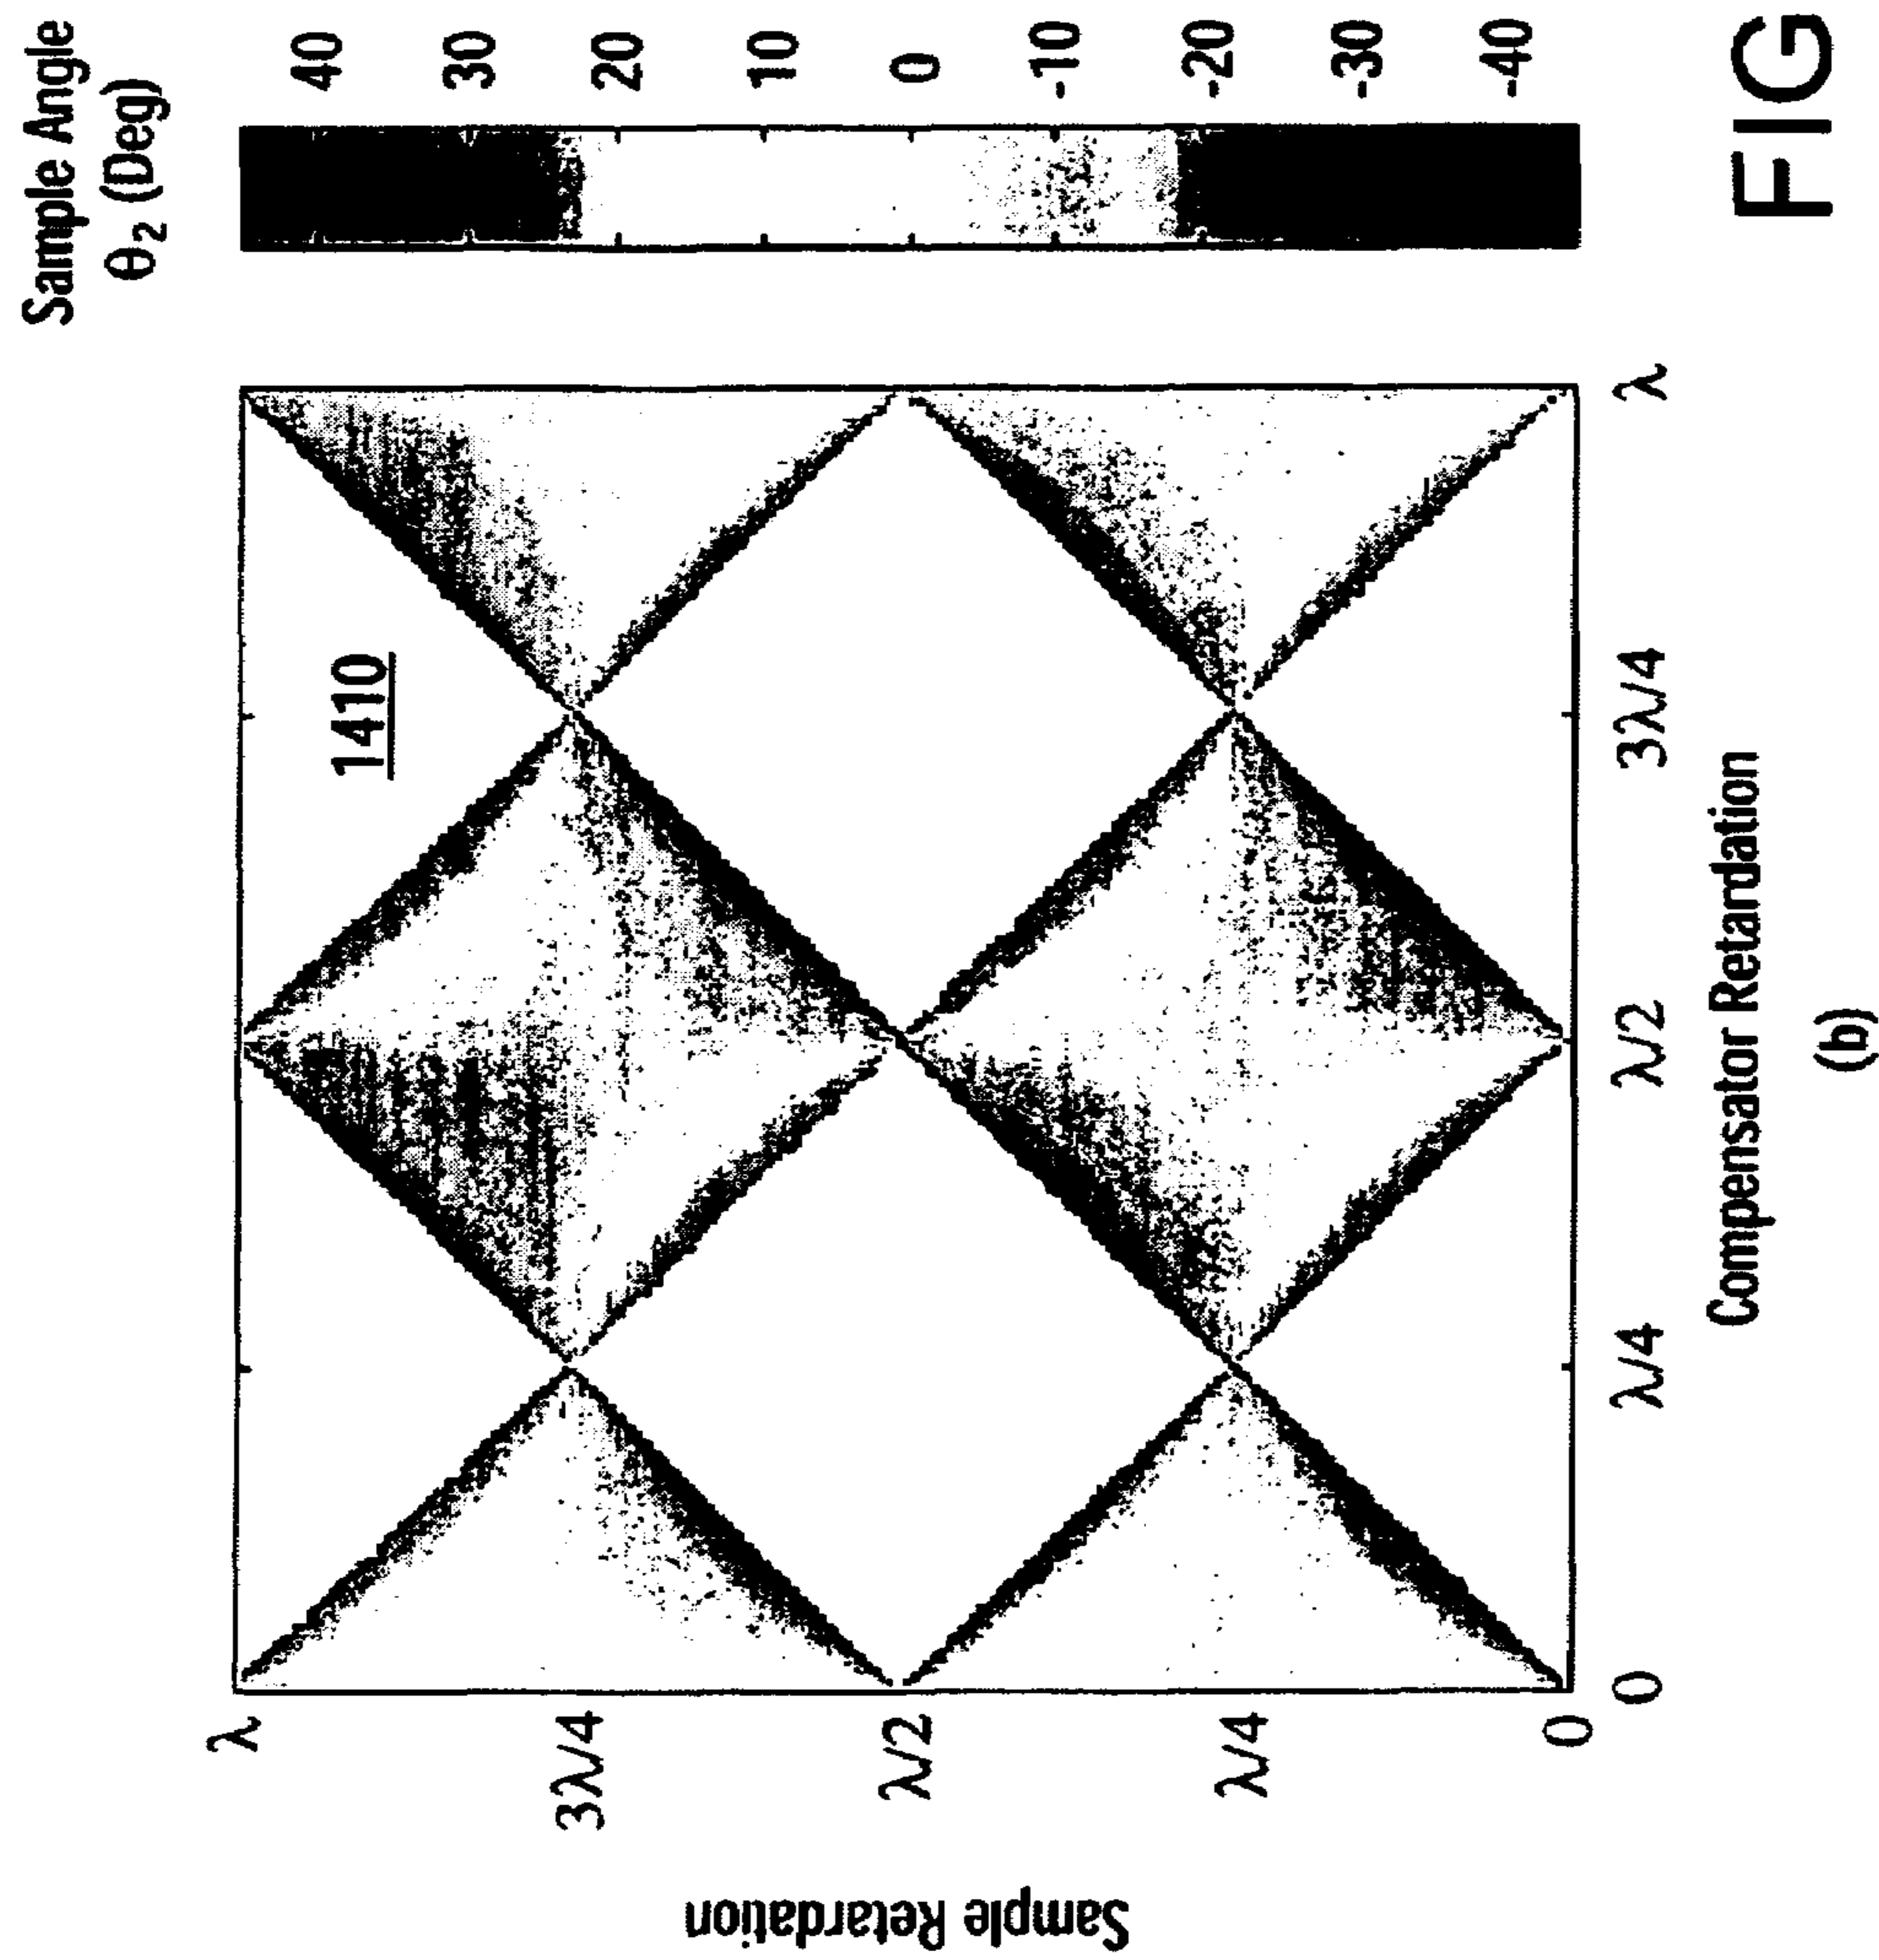 Sample Angle
θ₂ (Deg)
40
30
20
10
0
-10
-20
-30
-40
1410
Sample Retardation
λ
3λ/4
λ/2
λ/4
0
0
λ/4
λ/2
3λ/4
λ
Compensator Retardation
(b)
FIG